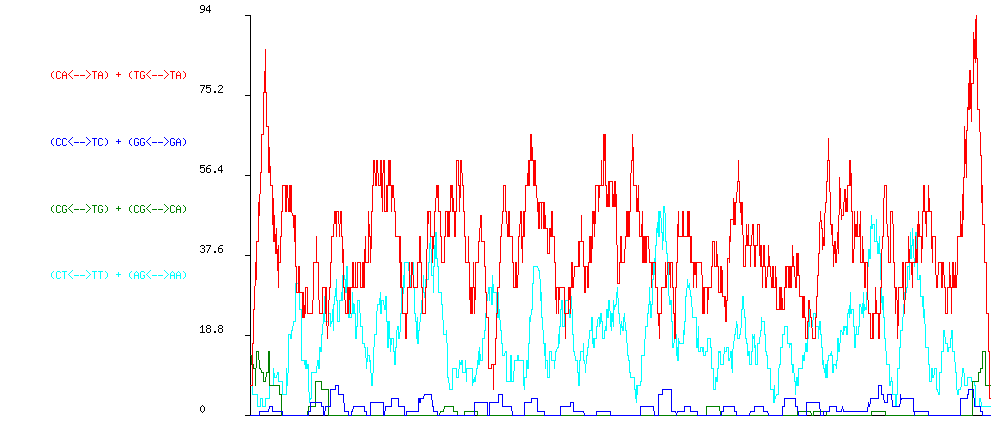 94
(CA<-->TA) + (TG<-->TA)
75.2
(CC<-->TC) + (GG<-->GA)
56.4
(CG<-->TG) + (CG<-->CA)
37.6
(CT<-->TT) + (AG<-->AA)
18.8
0